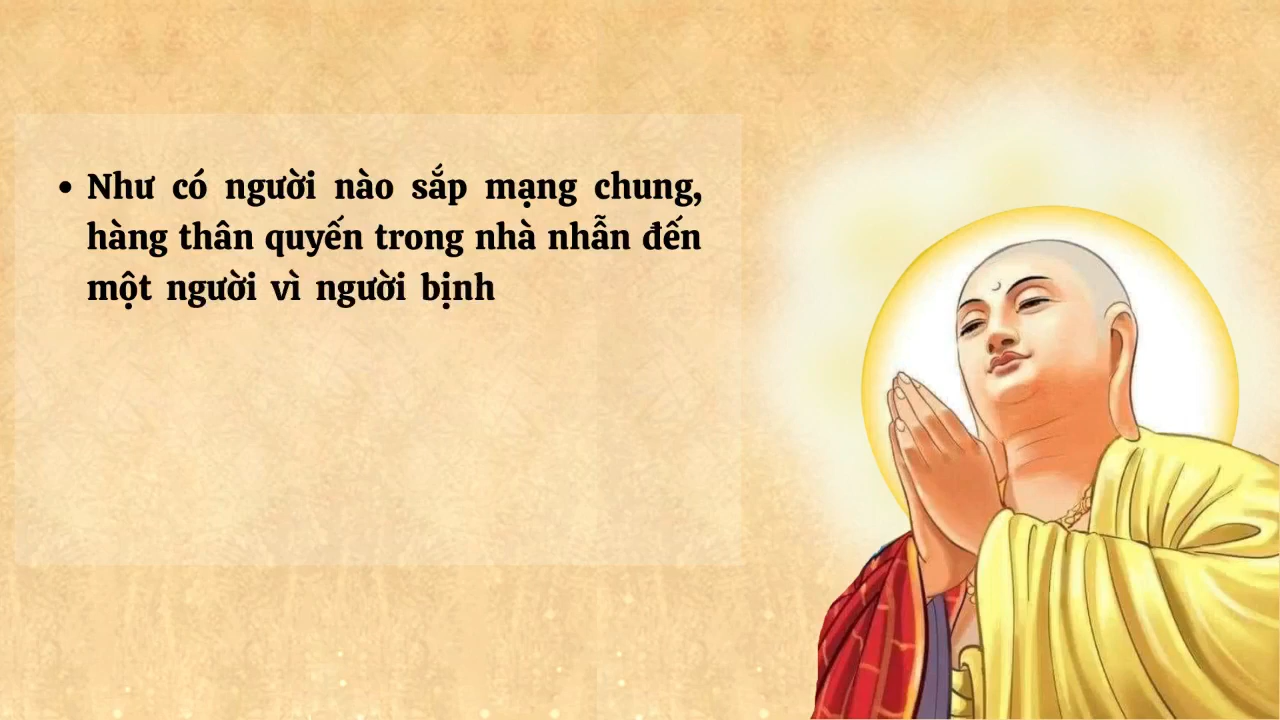 • Như có người nào sắp mạng chung,
hàng thân quyến trong nhà nhẫn đến
một người vì người bịnh